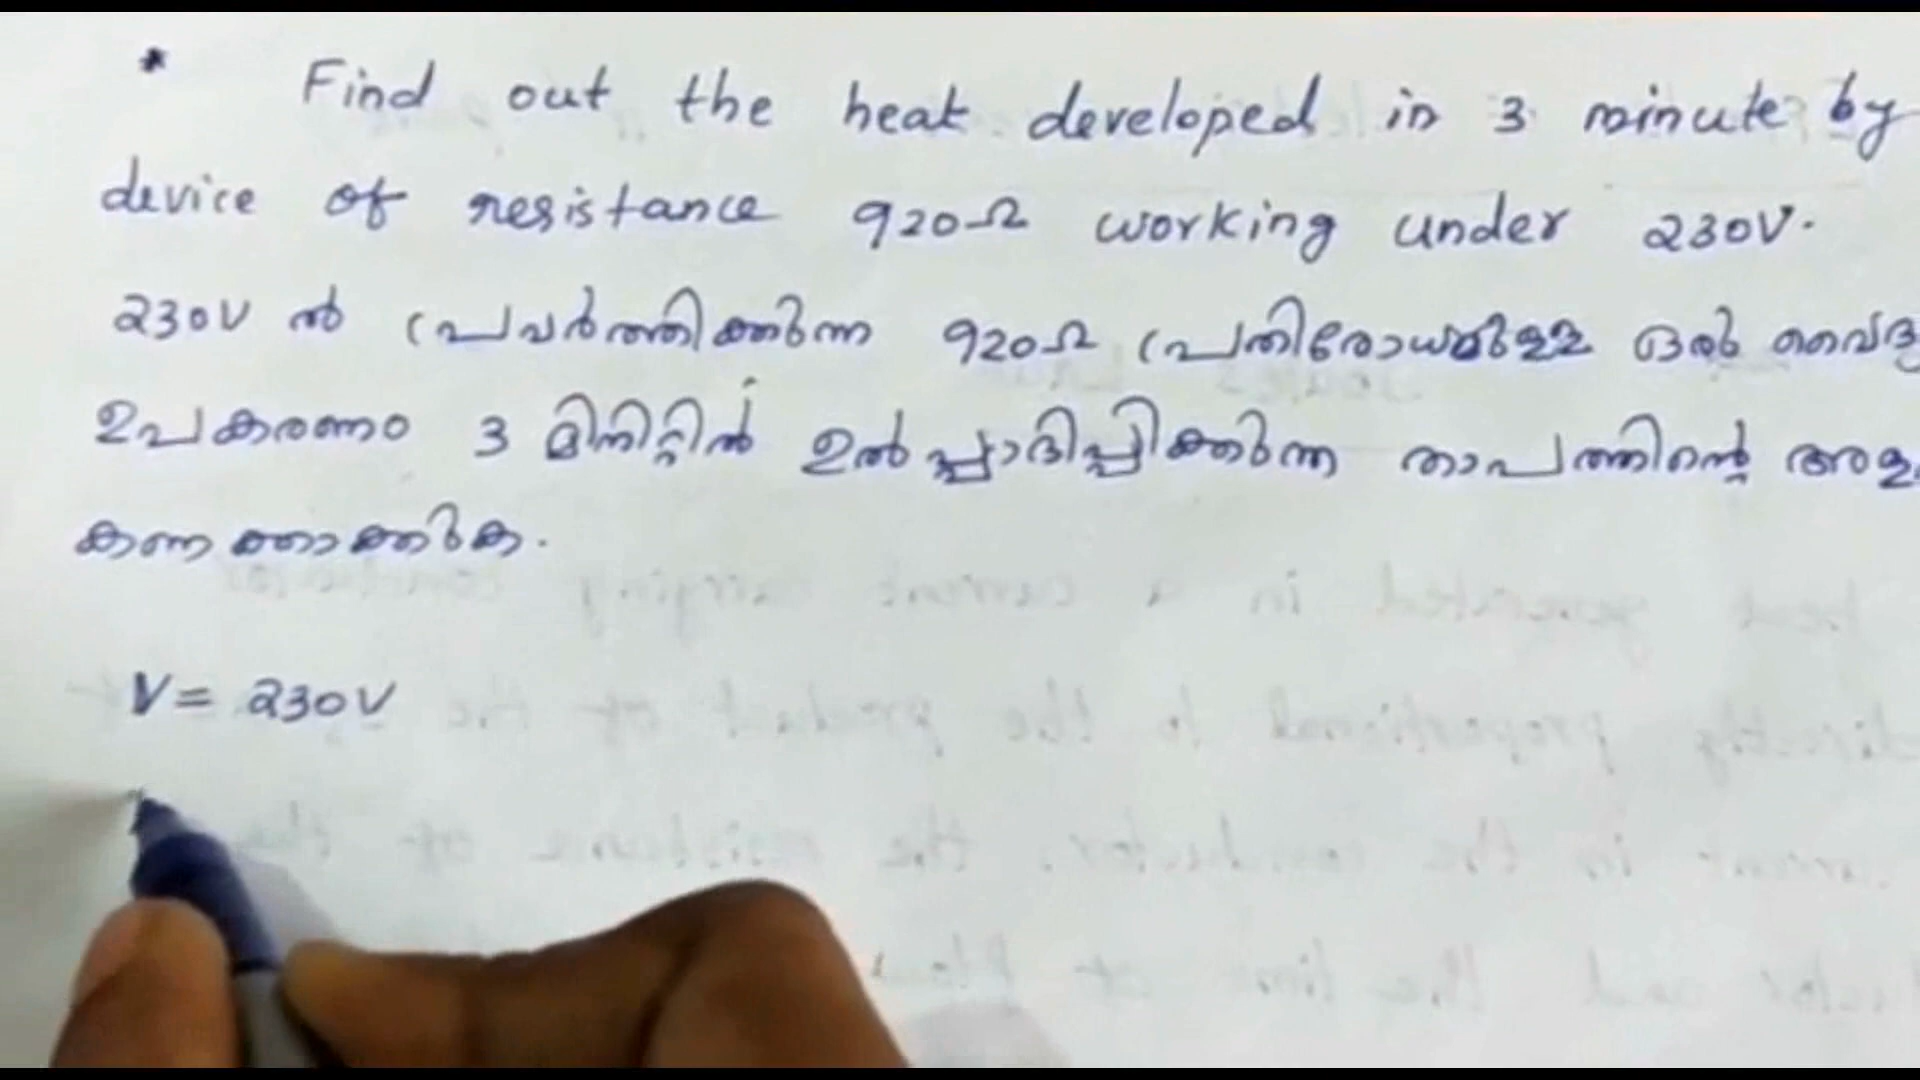 * Find out the heat developed in 3 minute by
device of resistance 920Ω working under 230V.
230V ൽ പ്രവർത്തിക്കുന്ന 920Ω പ്രതിരോധമുള്ള ഒരു
ഉപകരണം 3 മിനിറ്റിൽ ഉൽപ്പാദിപ്പിക്കുന്ന താപത്തിന്റെ
കണക്കാക്കുക.
V = 230V